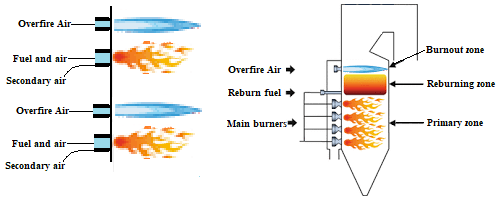 Overfire Air
Fuel and air
Secondary air
Overfire Air
Fuel and air
Secondary air
Overfire Air
Reburn fuel
Main burners
Burnout zone
Reburning zone
Primary zone